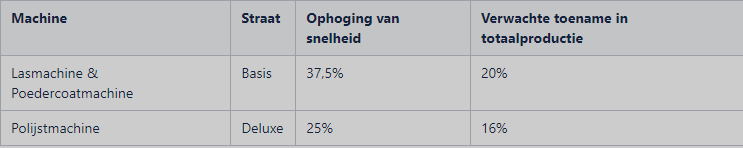 Machine Straat Ophoging van snelheid Verwachte toename in totaalproductie
Lasmachine & Poedercoatmachine Basis 37,5% 20%
Polijstmachine Deluxe 25% 16%